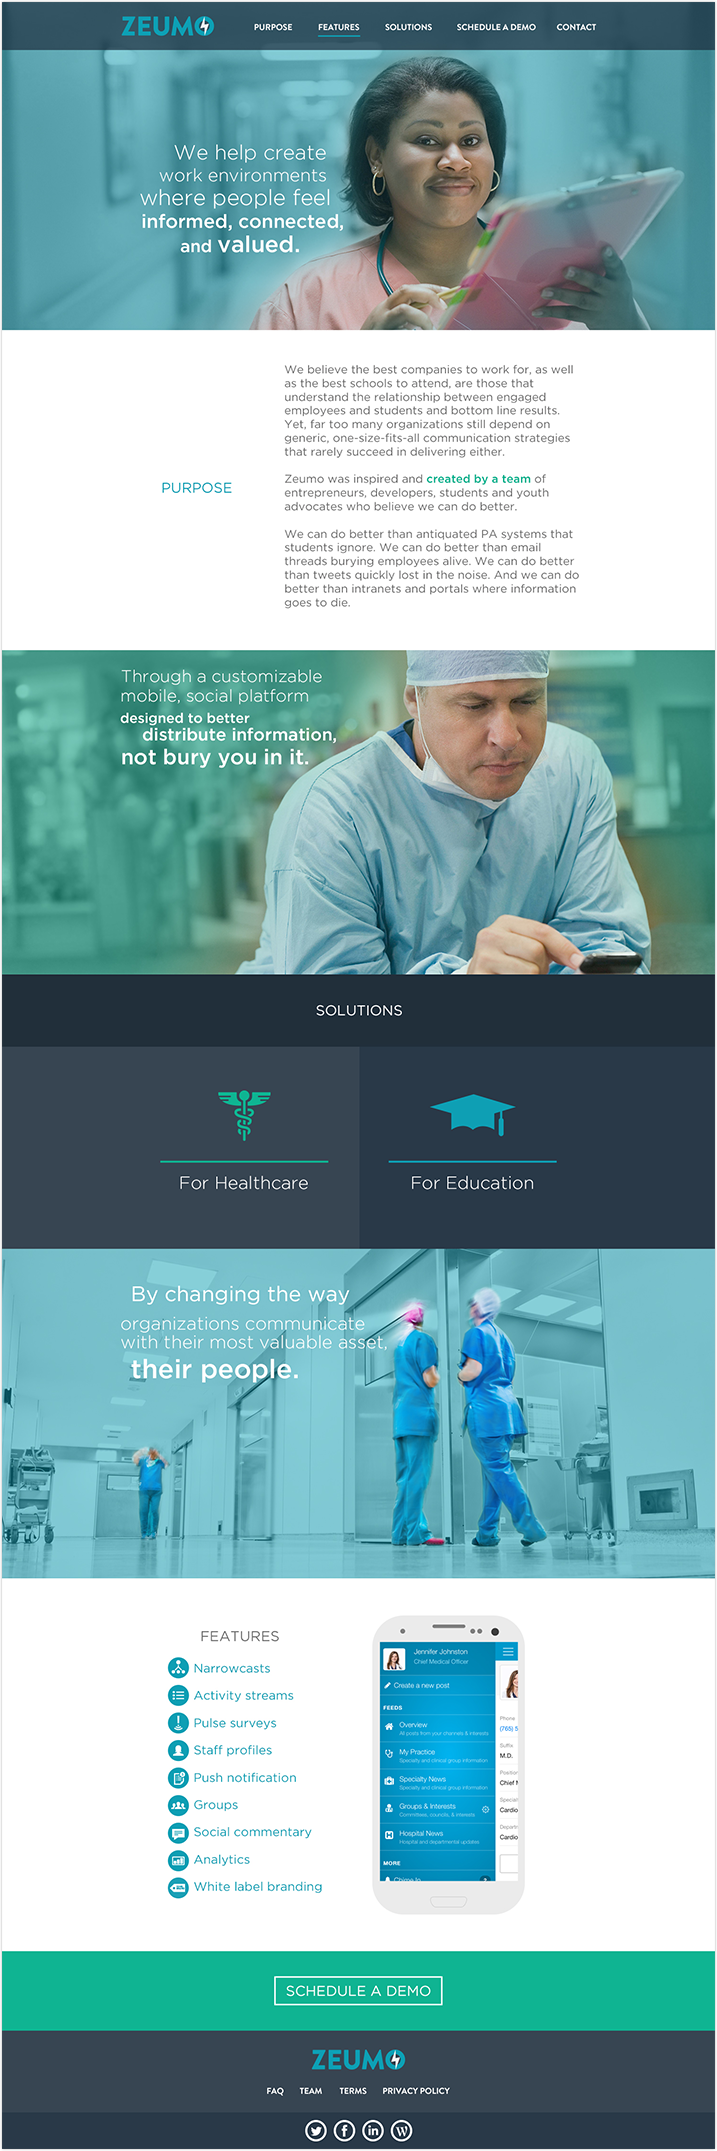 ZEUMO
PURPOSE
FEATURES
SOLUTIONS
SCHEDULE A DEMO
CONTACT
We help create
work environments
where people feel
informed, connected,
and valued.
PURPOSE
We believe the best companies to work for, as well
as the best schools to attend, are those that
understand the relationship between engaged
employees and students and bottom line results.
Yet, far too many organizations still depend on
generic, one-size-fits-all communication strategies
that rarely succeed in delivering either.
Zeumo was inspired and created by a team of
entrepreneurs, developers, students and youth
advocates who believe we can do better.
We can do better than antiquated PA systems that
students ignore. We can do better than email
threads burying employees alive. We can do better
than tweets quickly lost in the noise. And we can do
better than intranets and portals where information
goes to die.
Through a customizable
mobile, social platform
designed to better
distribute information,
not bury you in it.
SOLUTIONS
For Healthcare
For Education
By changing the way
organizations communicate
with their most valuable asset,
their people.
FEATURES
Narrowcasts
Activity streams
Pulse surveys
Staff profiles
Push notification
Groups
Social commentary
Analytics
White label branding
Jennifer Johnston
Chief Medical Officer
Create a new post
FEEDS
Overview
All posts from your channels & interests
My Practice
Specialty and clinical group information
Specialty News
Specialty and clinical group information
Groups & Interests
Committees, councils, & interests
Hospital News
Hospital and departmental updates
MORE
Chime In
Phone
(765) 5
Suffix
M.D.
Position
Chief M
Special
Cardio
Depart
Cardio
SCHEDULE A DEMO
ZEUMO
FAQ
TEAM
TERMS
PRIVACY POLICY